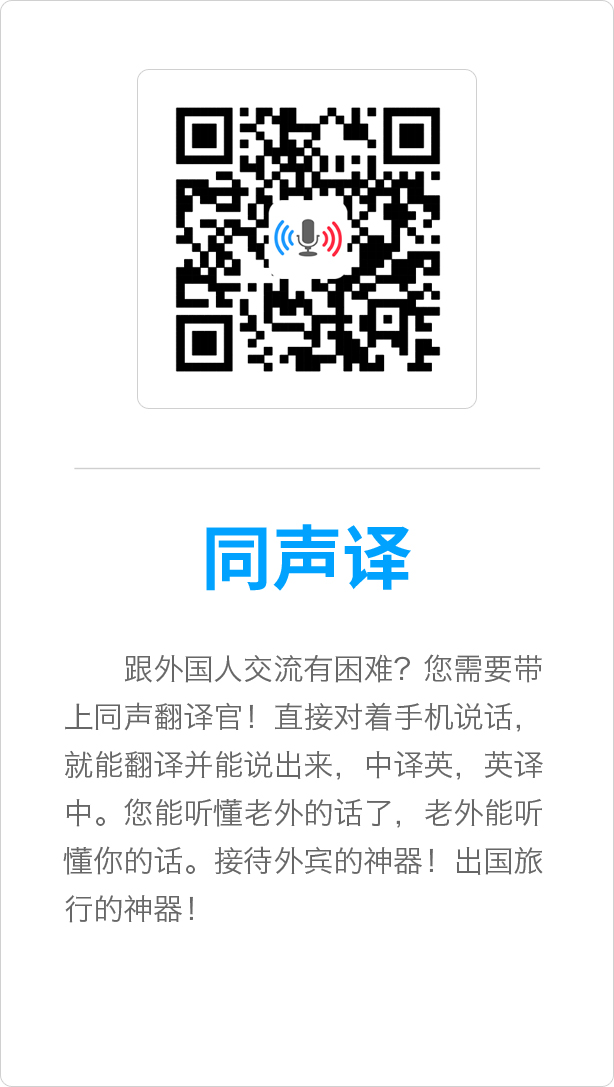 同声译
跟外国人交流有困难？您需要带
上同声翻译官！直接对着手机说话，
就能翻译并能说出来，中译英，英译
中。您能听懂老外的话了，老外能听
懂你的话。接待外宾的神器！出国旅
行的神器！